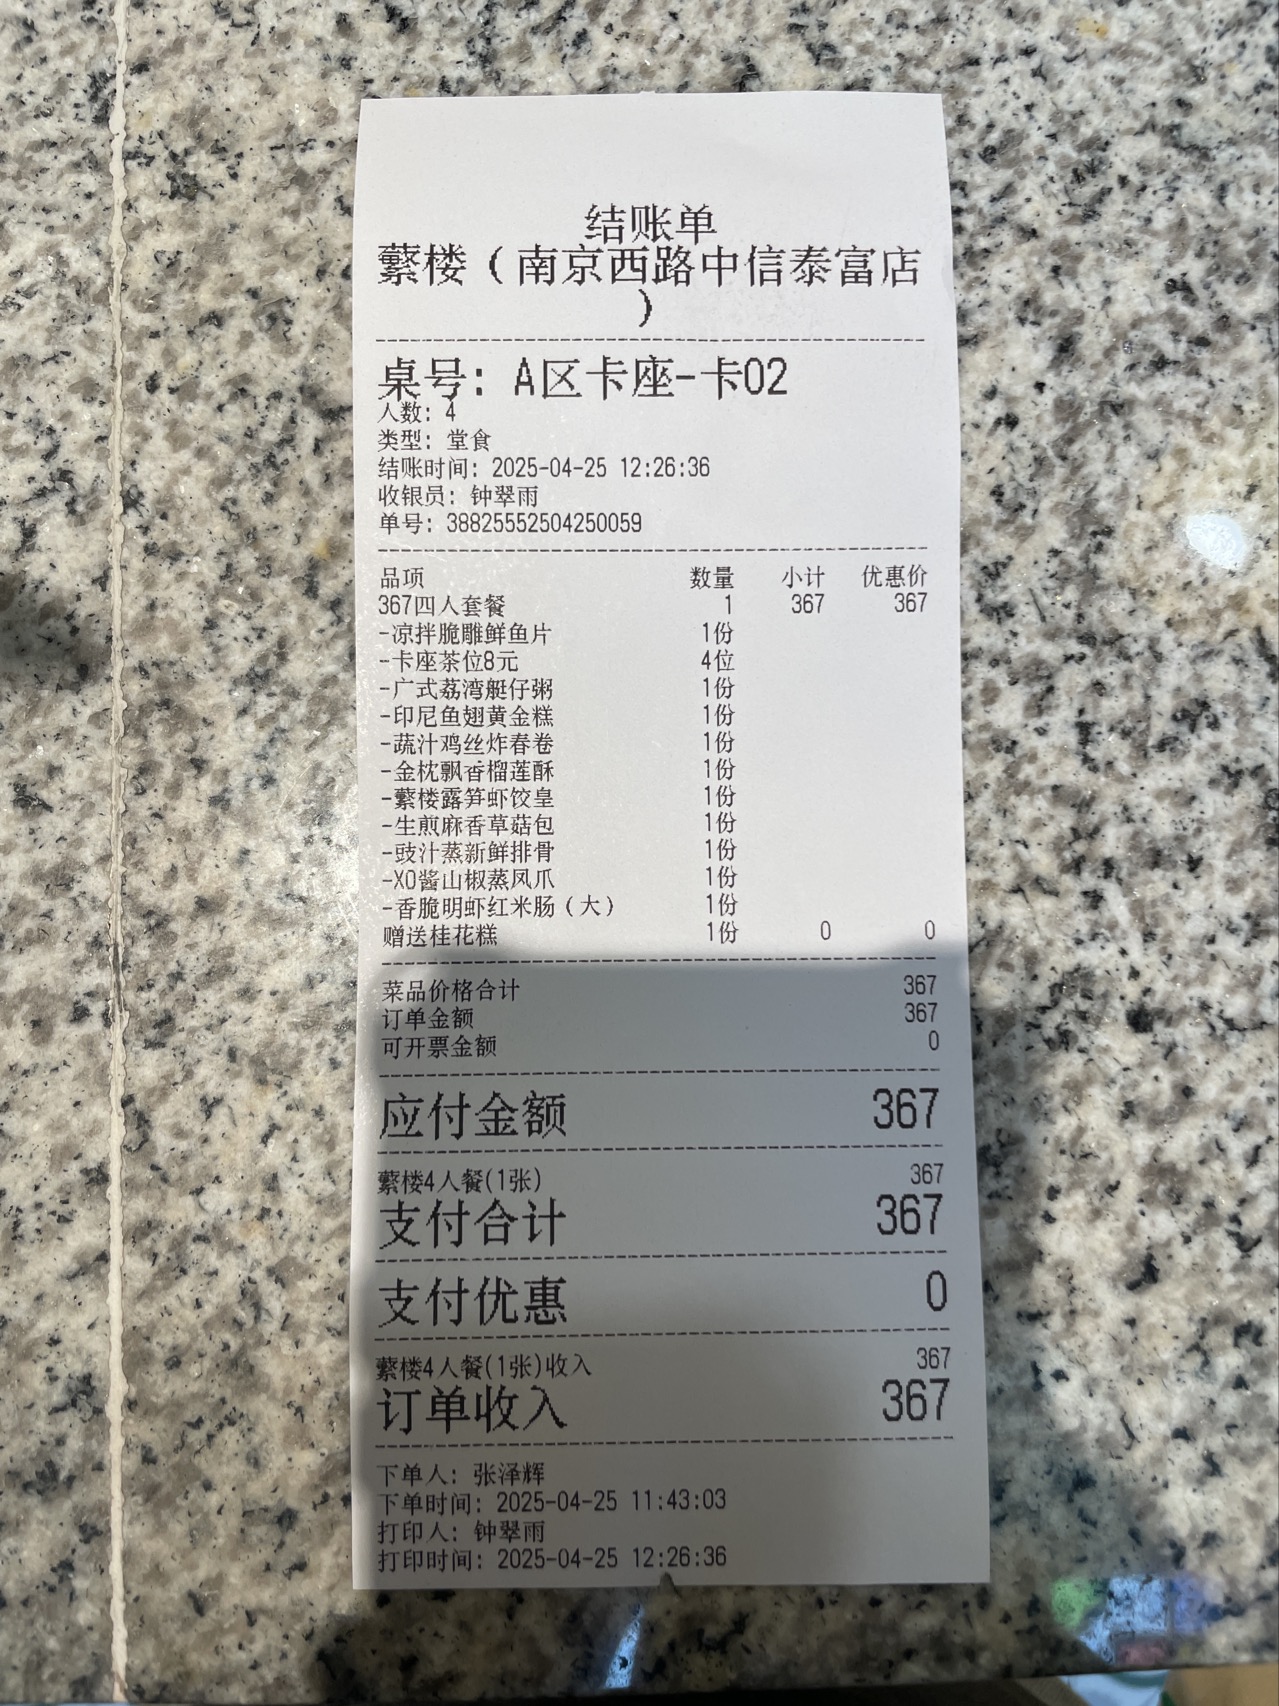 结账单
蘩楼（南京西路中信泰富店
）
桌号: A区卡座-卡02
人数: 4
类型: 堂食
结账时间: 2025-04-25 12:26:36
收银员: 钟翠雨
单号: 38825552504250059
品项 数量 小计 优惠价
367四人套餐 1 367 367
-凉拌脆雕鲜鱼片 1份
-卡座茶位8元 4位
-广式荔湾艇仔粥 1份
-印尼鱼翅黄金糕 1份
-蔬汁鸡丝炸春卷 1份
-金枕飘香榴莲酥 1份
-蘩楼露笋虾饺皇 1份
-生煎麻香草菇包 1份
-豉汁蒸新鲜排骨 1份
-XO酱山椒蒸凤爪 1份
-香脆明虾红米肠（大） 1份
赠送桂花糕 1份 0 0
菜品价格合计 367
订单金额 367
可开票金额 0
应付金额 367
蘩楼4人餐(1张) 367
支付合计 367
支付优惠 0
蘩楼4人餐(1张)收入 367
订单收入 367
下单人: 张泽辉
下单时间: 2025-04-25 11:43:03
打印人: 钟翠雨
打印时间: 2025-04-25 12:26:36